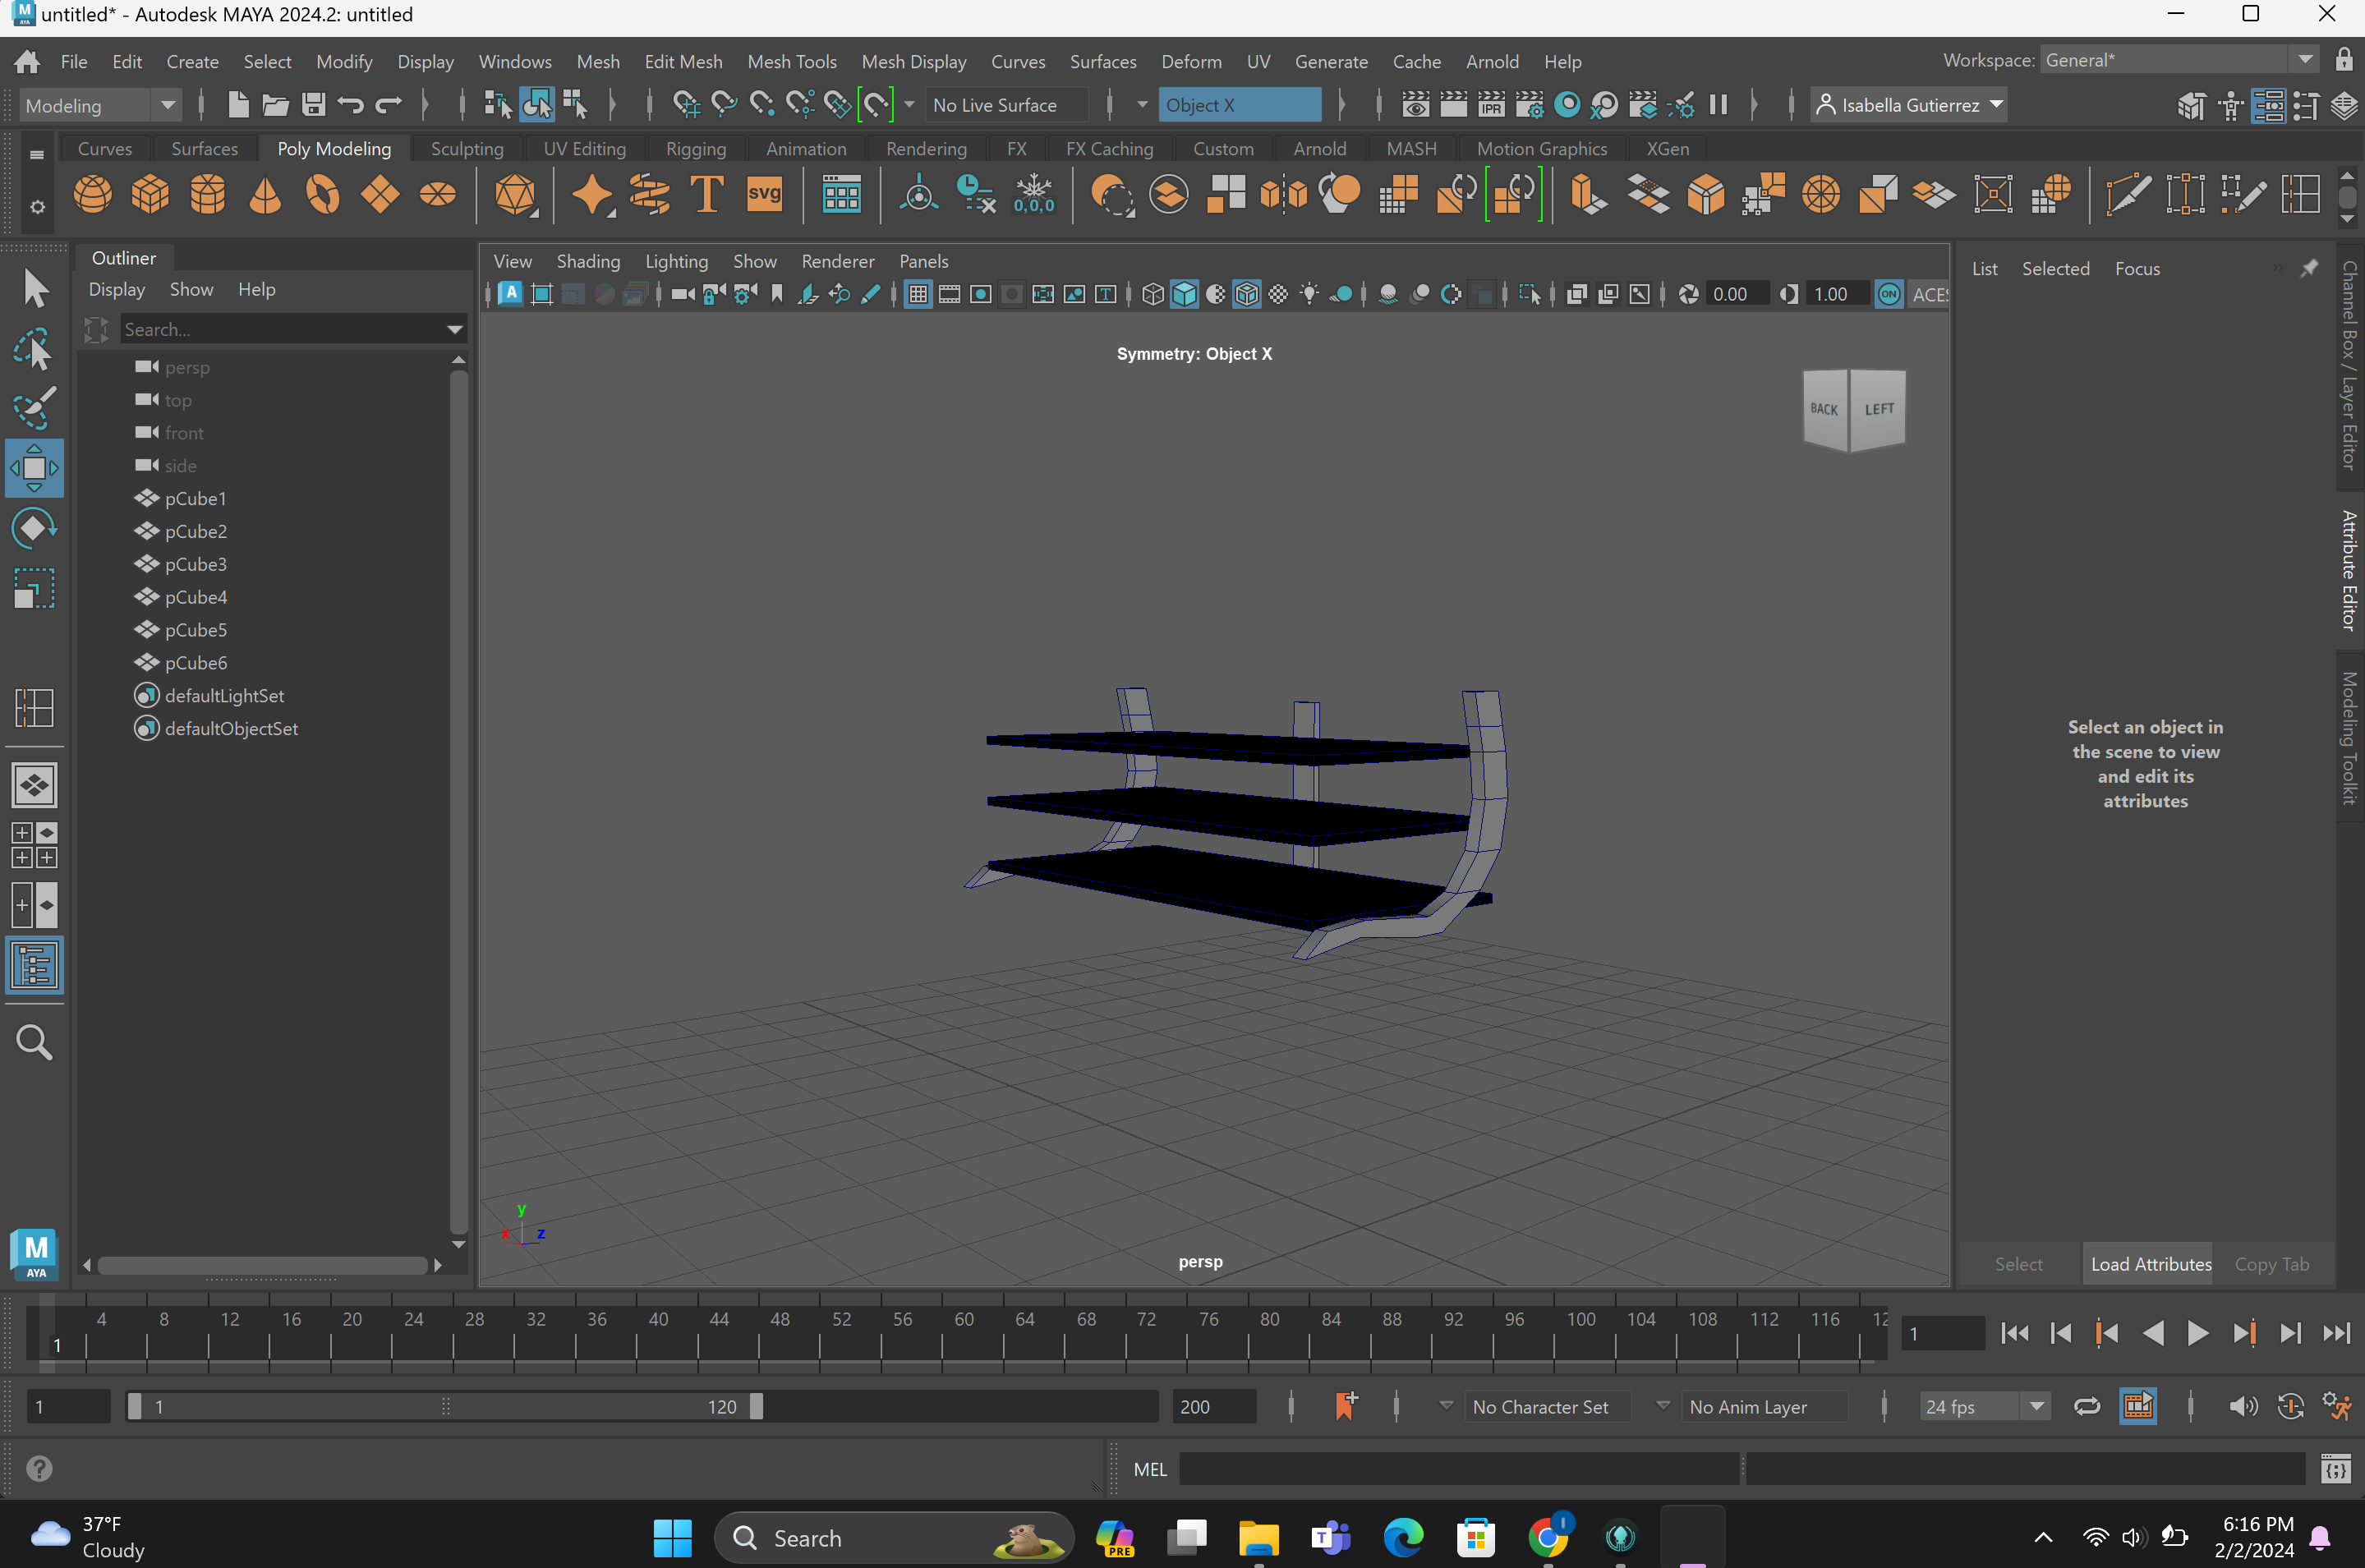 untitled* - Autodesk MAYA 2024.2: untitled
File Edit Create Select Modify Display Windows Mesh Edit Mesh Mesh Tools Mesh Display Curves Surfaces Deform UV Generate Cache Arnold Help
Workspace: General*
Modeling
No Live Surface
Object X
IPR
Isabella Gutierrez
Curves Surfaces Poly Modeling Sculpting UV Editing Rigging Animation Rendering FX FX Caching Custom Arnold MASH Motion Graphics XGen
T
svg
0,0,0
Outliner
Display Show Help
Search...
persp
top
front
side
pCube1
pCube2
pCube3
pCube4
pCube5
pCube6
defaultLightSet
defaultObjectSet
View Shading Lighting Show Renderer Panels
0.00
1.00
ON
ACES
Symmetry: Object X
BACK LEFT
y
x z
persp
List Selected Focus
Select an object in
the scene to view
and edit its
attributes
Select Load Attributes Copy Tab
Channel Box / Layer Editor
Attribute Editor
Modeling Toolkit
M
AYA
4 8 12 16 20 24 28 32 36 40 44 48 52 56 60 64 68 72 76 80 84 88 92 96 100 104 108 112 116 12
1
1
1
1 120
200
No Character Set
No Anim Layer
24 fps
MEL
37°F
Cloudy
Search
PRE
6:16 PM
2/2/2024